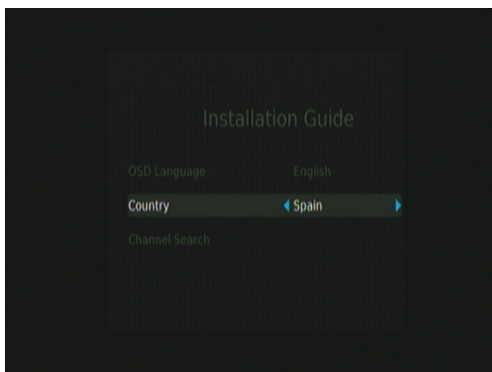 Installation Guide
OSD Language English
Country Spain
Channel Search